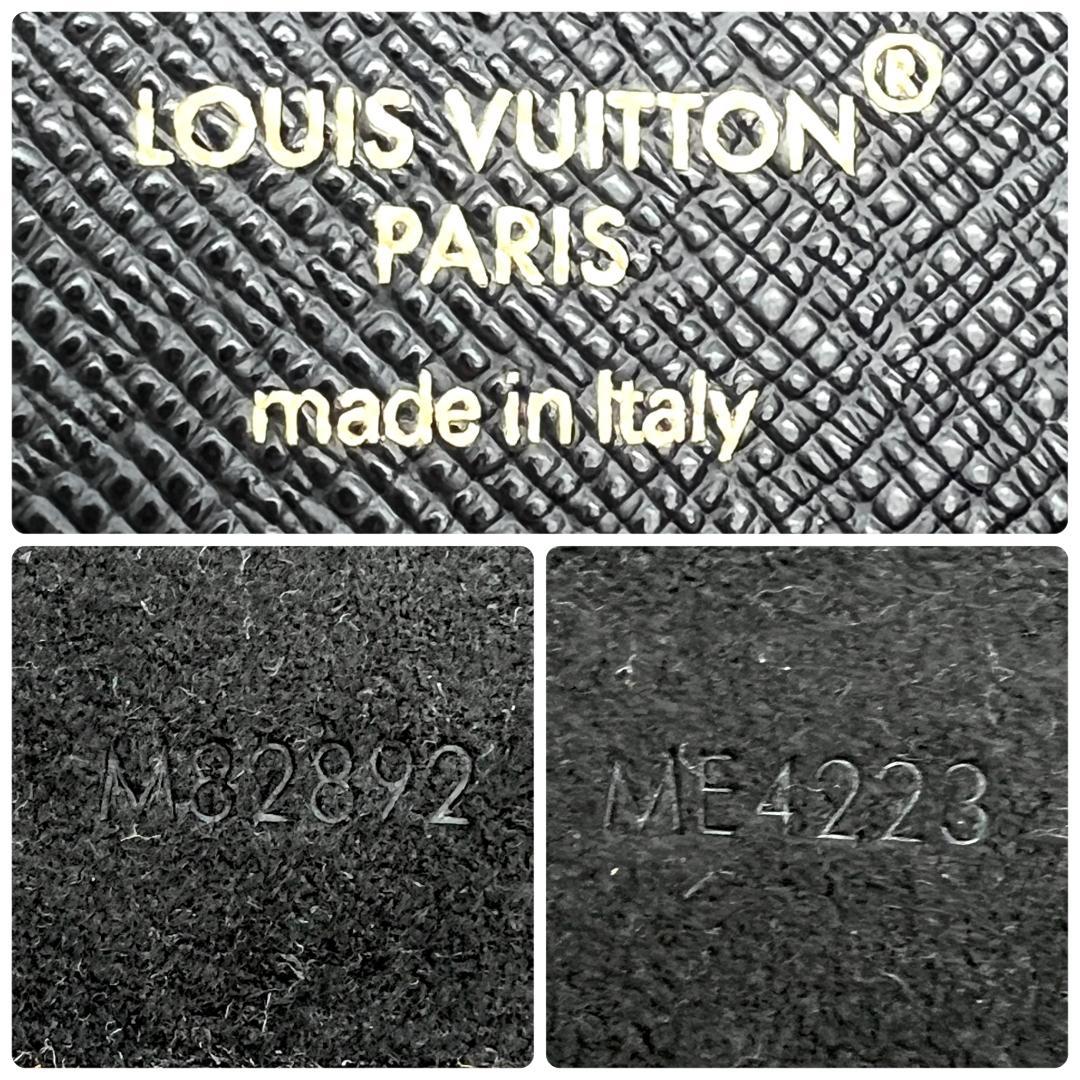 LOUIS VUITTON®
PARIS
made in Italy
M82892
ME4223